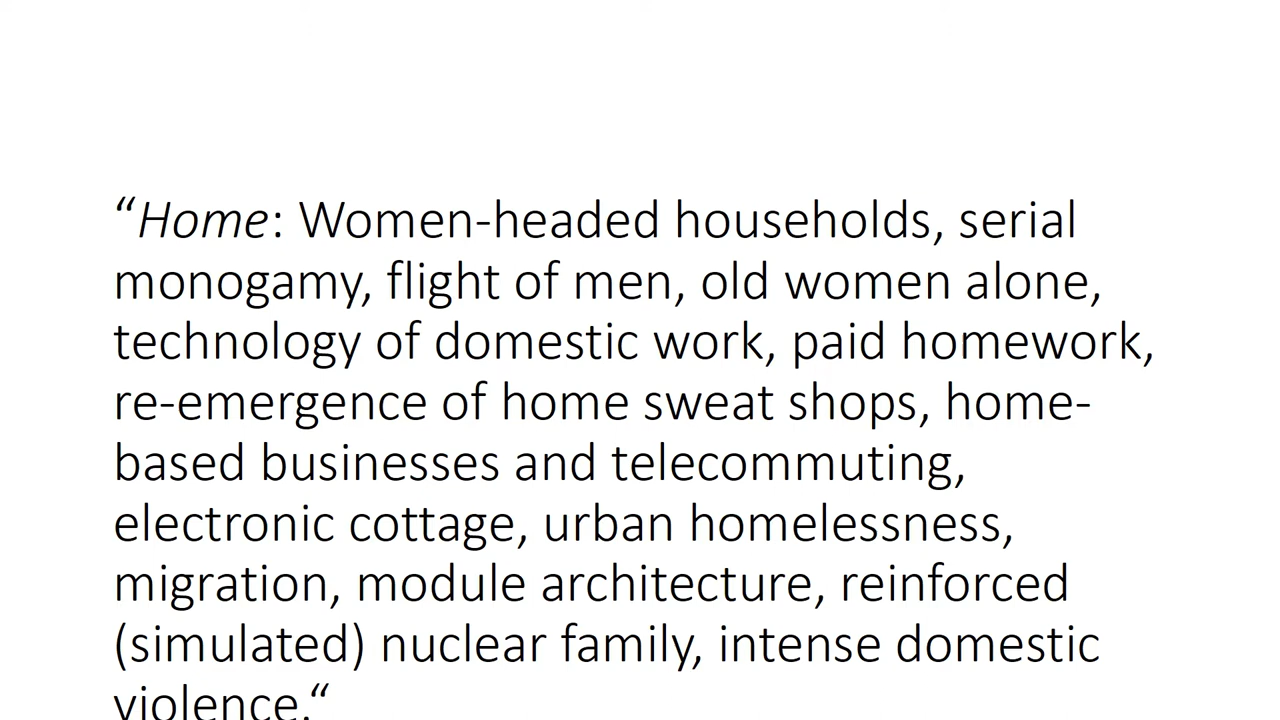 “Home: Women-headed households, serial
monogamy, flight of men, old women alone,
technology of domestic work, paid homework,
re-emergence of home sweat shops, home-
based businesses and telecommuting,
electronic cottage, urban homelessness,
migration, module architecture, reinforced
(simulated) nuclear family, intense domestic
violence.“